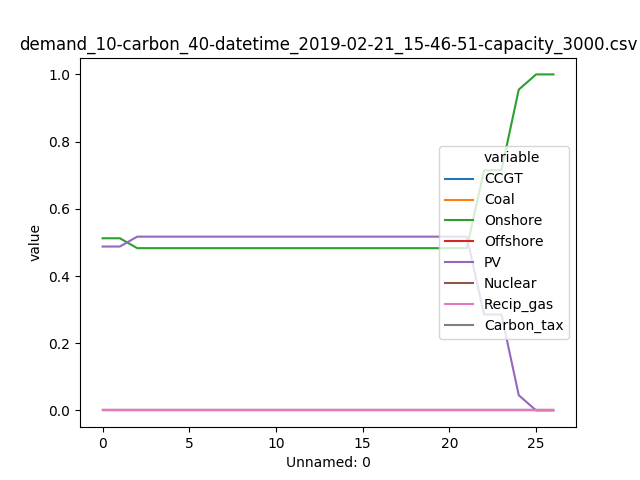 demand_10-carbon_40-datetime_2019-02-21_15-46-51-capacity_3000.csv
1.0
0.8
0.6
0.4
0.2
0.0
value
variable
CCGT
Coal
Onshore
Offshore
PV
Nuclear
Recip_gas
Carbon_tax
0 5 10 15 20 25
Unnamed: 0